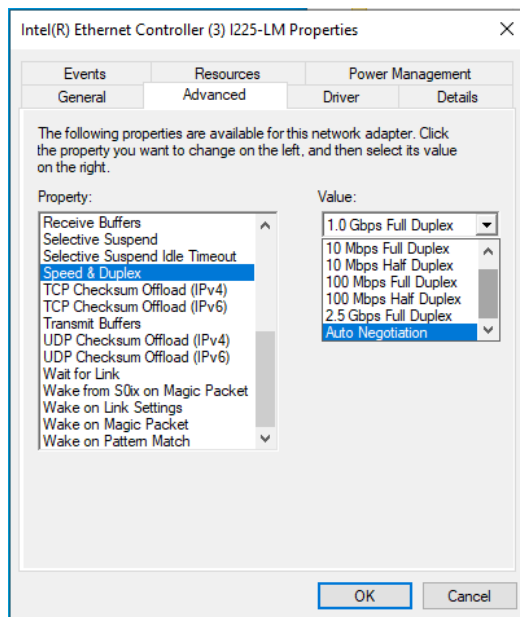 Intel(R) Ethernet Controller (3) I225-LM Properties
Events Resources Power Management
General Advanced Driver Details
The following properties are available for this network adapter. Click
the property you want to change on the left, and then select its value
on the right.
Property:
Receive Buffers
Selective Suspend
Selective Suspend Idle Timeout
Speed & Duplex
TCP Checksum Offload (IPv4)
TCP Checksum Offload (IPv6)
Transmit Buffers
UDP Checksum Offload (IPv4)
UDP Checksum Offload (IPv6)
Wait for Link
Wake from S0ix on Magic Packet
Wake on Link Settings
Wake on Magic Packet
Wake on Pattern Match
Value:
1.0 Gbps Full Duplex
10 Mbps Full Duplex
10 Mbps Half Duplex
100 Mbps Full Duplex
100 Mbps Half Duplex
2.5 Gbps Full Duplex
Auto Negotiation
OK Cancel